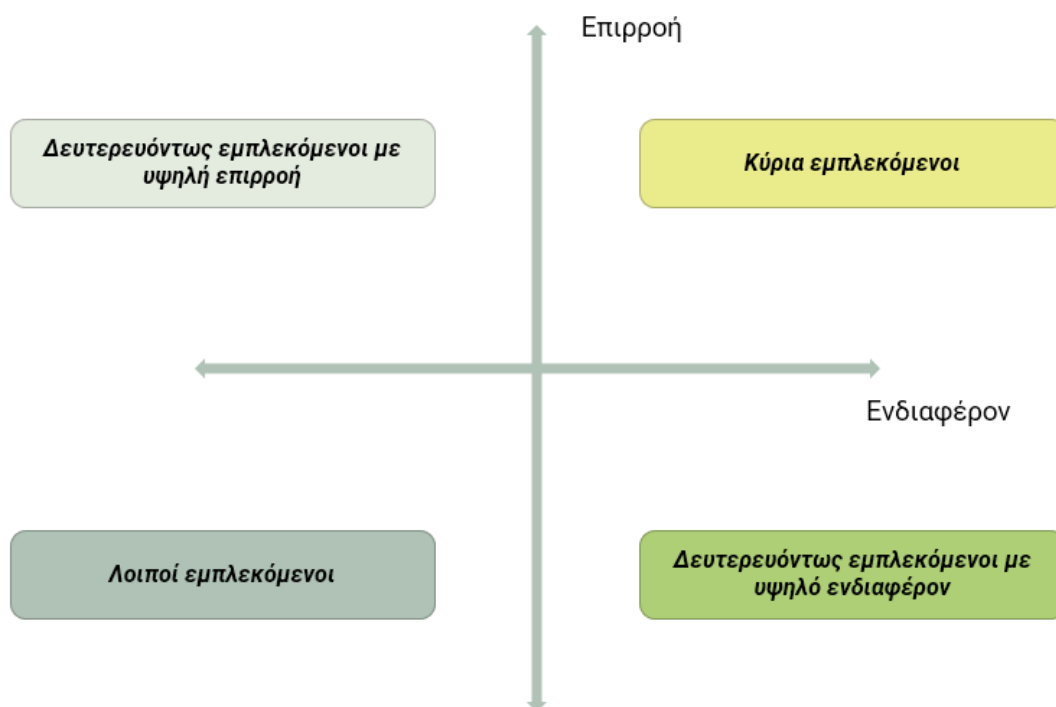 Επιρροή
Δευτερευόντως εμπλεκόμενοι με
υψηλή επιρροή
Κύρια εμπλεκόμενοι
Ενδιαφέρον
Λοιποί εμπλεκόμενοι
Δευτερευόντως εμπλεκόμενοι με
υψηλό ενδιαφέρον